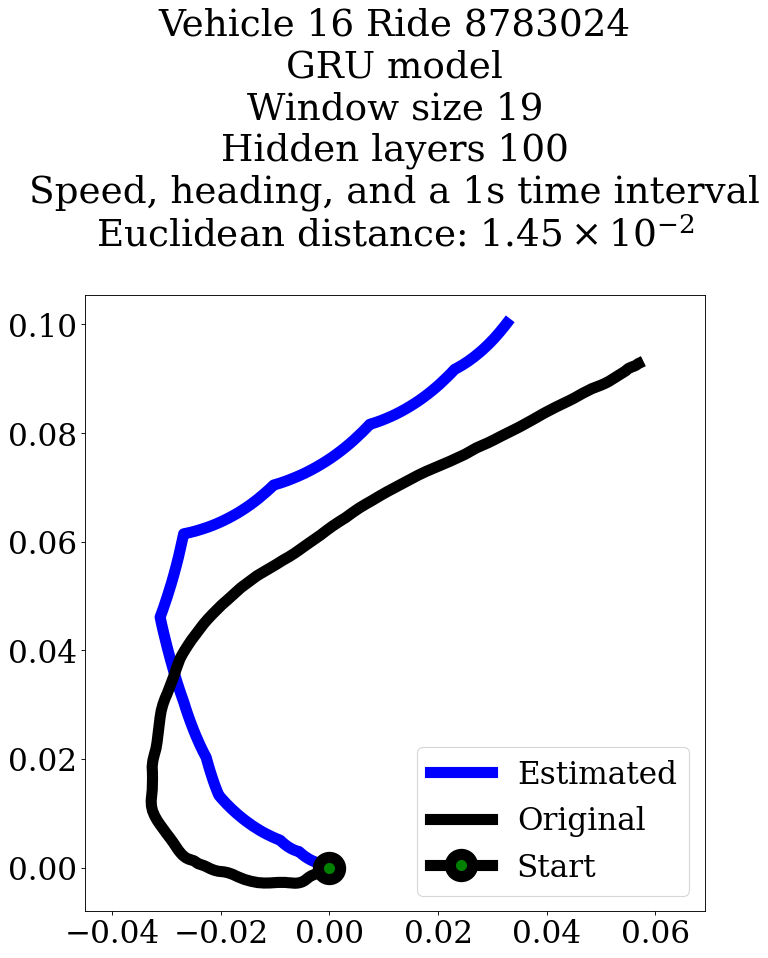 Vehicle 16 Ride 8783024
GRU model
Window size 19
Hidden layers 100
Speed, heading, and a 1s time interval
Euclidean distance: 1.45 × 10⁻²
0.10
0.08
0.06
0.04
0.02
0.00
Estimated
Original
Start
−0.04 −0.02 0.00 0.02 0.04 0.06